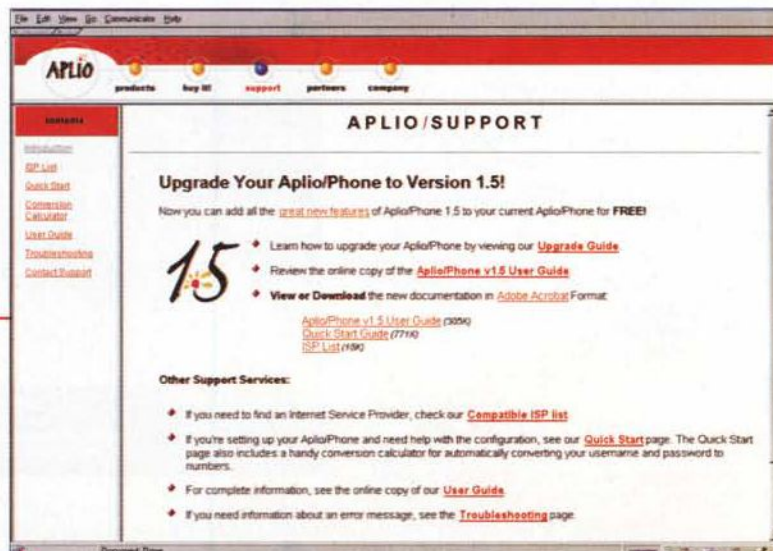 File Edit View Go Communicator Help
APLIO
products buy it! support partners company
contents
APLIO/SUPPORT
Introduction
ISP List
Quick Start
Conversion
Calculator
User Guide
Troubleshooting
Contact Support
Upgrade Your Aplio/Phone to Version 1.5!
Now you can add all the great new features of Aplio/Phone 1.5 to your current Aplio/Phone for FREE!
1.5
Learn how to upgrade your Aplio/Phone by viewing our Upgrade Guide.
Review the online copy of the Aplio/Phone v1.5 User Guide.
View or Download the new documentation in Adobe Acrobat Format:
Aplio/Phone v1.5 User Guide (305K)
Quick Start Guide (771K)
ISP List (18K)
Other Support Services:
If you need to find an Internet Service Provider, check our Compatible ISP list.
If you're setting up your Aplio/Phone and need help with the configuration, see our Quick Start page. The Quick Start
page also includes a handy conversion calculator for automatically converting your username and password to
numbers.
For complete information, see the online copy of our User Guide.
If you need information about an error message, see the Troubleshooting page.
Document: Done